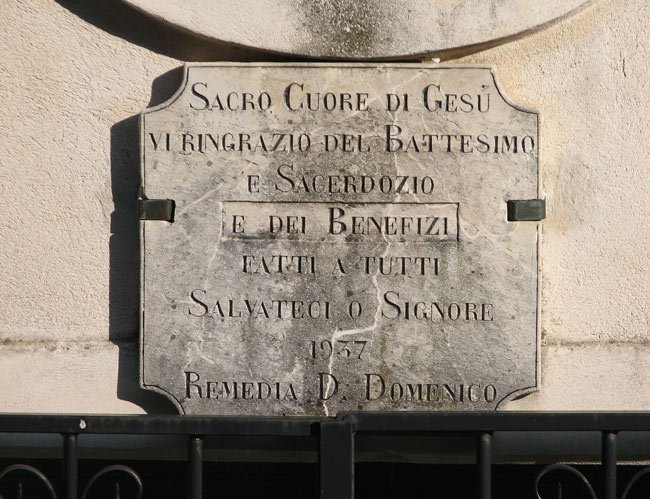 SACRO CUORE DI GESÙ
VI RINGRAZIO DEL BATTESIMO
E SACERDOZIO
E DEI BENEFIZI
FATTI A TUTTI
SALVATECI O SIGNORE
1937
REMEDIA D. DOMENICO